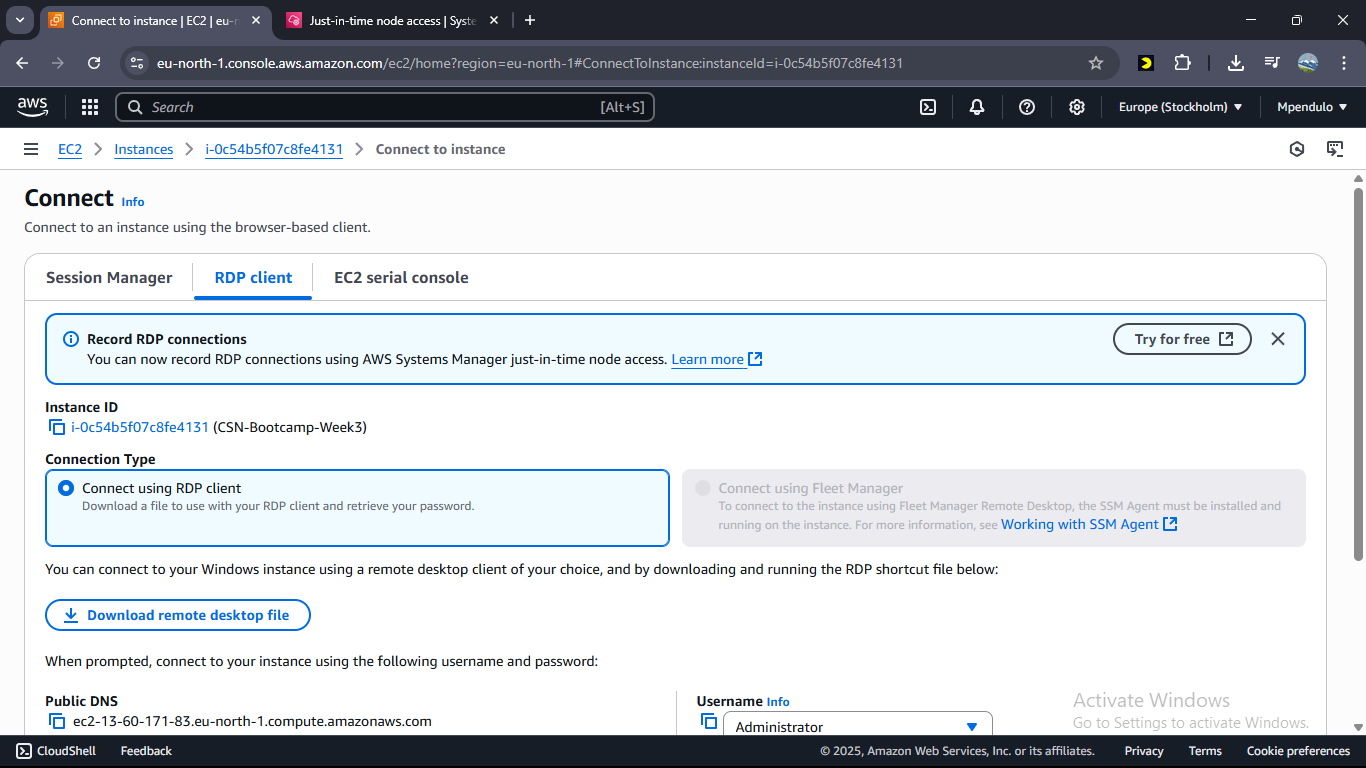 Connect to instance | EC2 | eu-n
Just-in-time node access | Syste
eu-north-1.console.aws.amazon.com/ec2/home?region=eu-north-1#ConnectToInstance:instanceId=i-0c54b5f07c8fe4131
aws
Search
[Alt+S]
Europe (Stockholm)
Mpendulo
EC2
Instances
i-0c54b5f07c8fe4131
Connect to instance
Connect Info
Connect to an instance using the browser-based client.
Session Manager
RDP client
EC2 serial console
Record RDP connections
You can now record RDP connections using AWS Systems Manager just-in-time node access. Learn more
Try for free
Instance ID
i-0c54b5f07c8fe4131 (CSN-Bootcamp-Week3)
Connection Type
Connect using RDP client
Download a file to use with your RDP client and retrieve your password.
Connect using Fleet Manager
To connect to the instance using Fleet Manager Remote Desktop, the SSM Agent must be installed and
running on the instance. For more information, see Working with SSM Agent
You can connect to your Windows instance using a remote desktop client of your choice, and by downloading and running the RDP shortcut file below:
Download remote desktop file
When prompted, connect to your instance using the following username and password:
Public DNS
ec2-13-60-171-83.eu-north-1.compute.amazonaws.com
Username Info
Administrator
Activate Windows
Go to Settings to activate Windows.
CloudShell
Feedback
© 2025, Amazon Web Services, Inc. or its affiliates.
Privacy
Terms
Cookie preferences